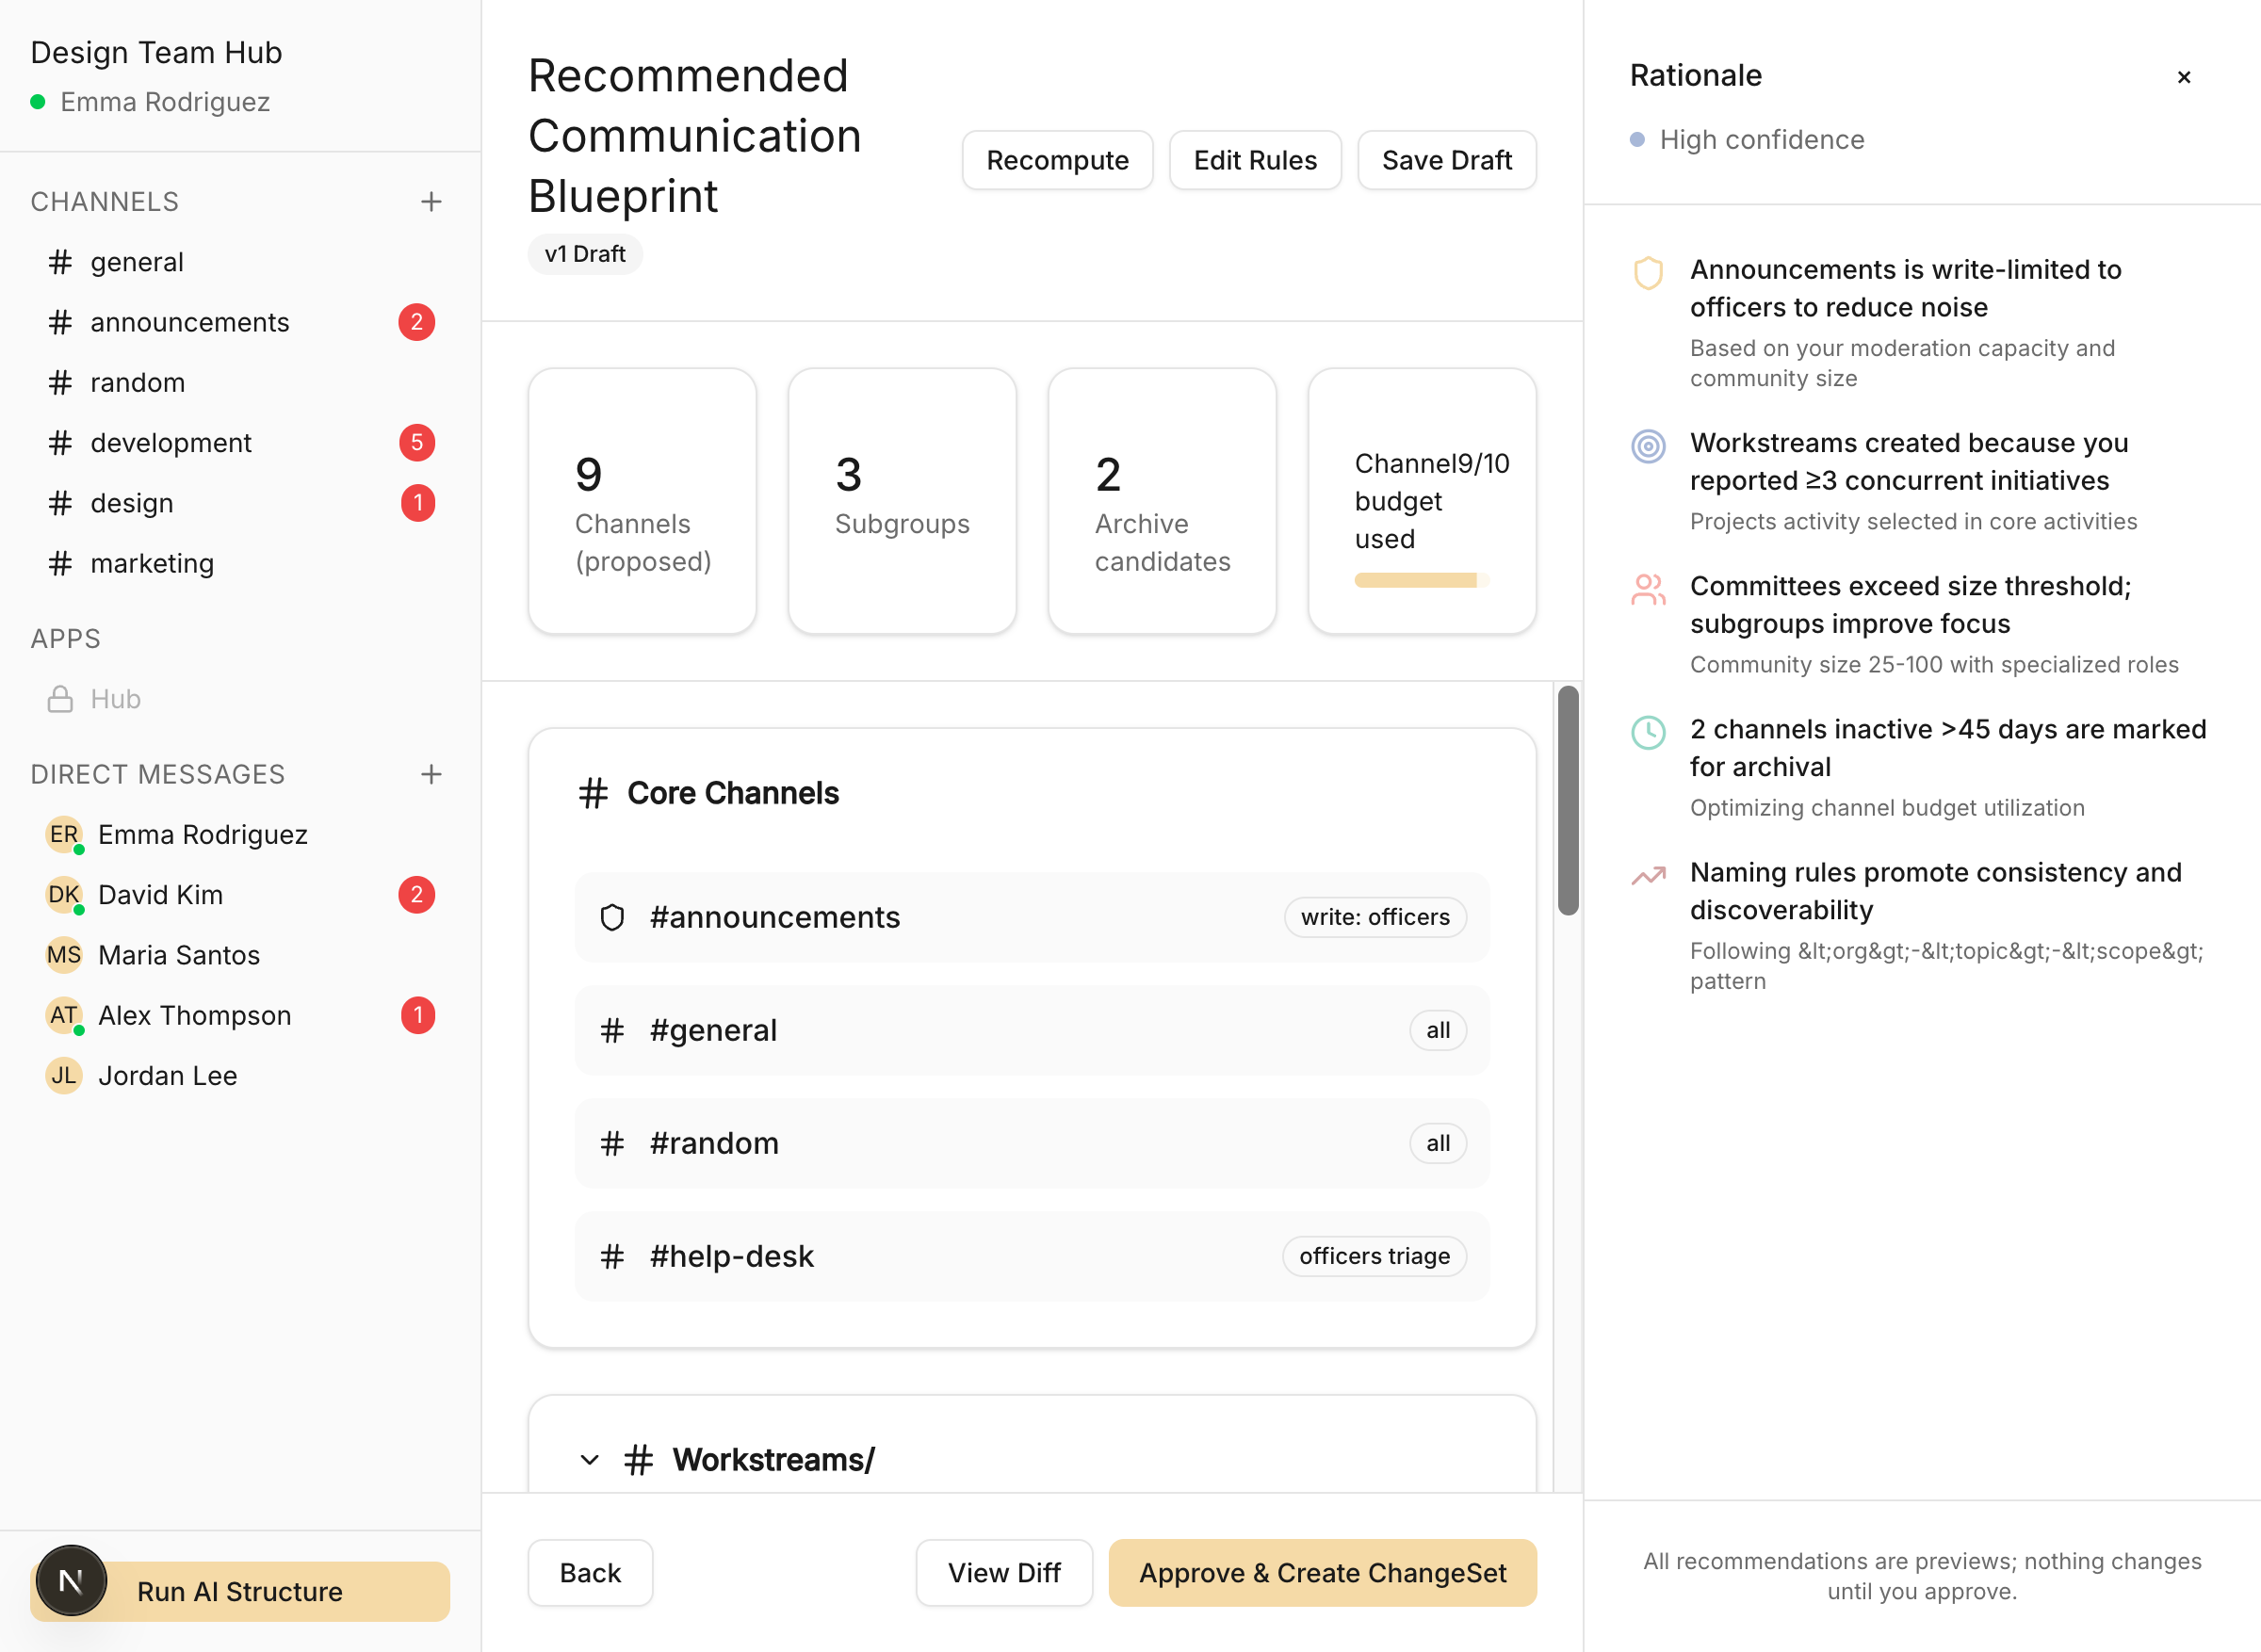 Design Team Hub
Emma Rodriguez
CHANNELS
general
announcements
2
random
development
5
design
1
marketing
APPS
Hub
DIRECT MESSAGES
ER
Emma Rodriguez
DK
David Kim
2
MS
Maria Santos
AT
Alex Thompson
1
JL
Jordan Lee
N
Run AI Structure
Recommended
Communication
Blueprint
v1 Draft
Recompute
Edit Rules
Save Draft
9
Channels
(proposed)
3
Subgroups
2
Archive
candidates
Channel9/10
budget
used
Core Channels
#announcements
write: officers
#general
all
#random
all
#help-desk
officers triage
Workstreams/
Back
View Diff
Approve & Create ChangeSet
Rationale
×
High confidence
Announcements is write-limited to
officers to reduce noise
Based on your moderation capacity and
community size
Workstreams created because you
reported ≥3 concurrent initiatives
Projects activity selected in core activities
Committees exceed size threshold;
subgroups improve focus
Community size 25-100 with specialized roles
2 channels inactive >45 days are marked
for archival
Optimizing channel budget utilization
Naming rules promote consistency and
discoverability
Following &lt;org&gt;-&lt;topic&gt;-&lt;scope&gt;
pattern
All recommendations are previews; nothing changes
until you approve.